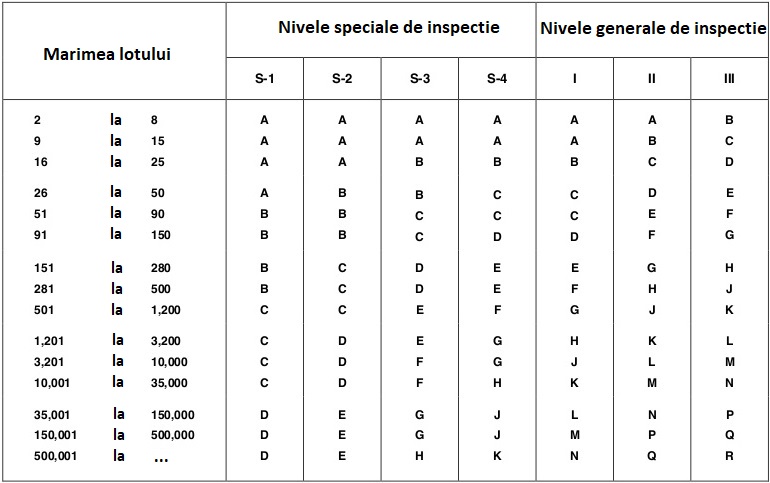 Marimea lotului Nivele speciale de inspectie Nivele generale de inspectie
S-1 S-2 S-3 S-4 I II III
2 la 8 A A A A A A B
9 la 15 A A A A A B C
16 la 25 A A B B B C D
26 la 50 A B B C C D E
51 la 90 B B C C C E F
91 la 150 B B C D D F G
151 la 280 B C D E E G H
281 la 500 B C D E F H J
501 la 1,200 C C E F G J K
1,201 la 3,200 C D E G H K L
3,201 la 10,000 C D F G J L M
10,001 la 35,000 C D F H K M N
35,001 la 150,000 D E G J L N P
150,001 la 500,000 D E G J M P Q
500,001 la ... D E H K N Q R